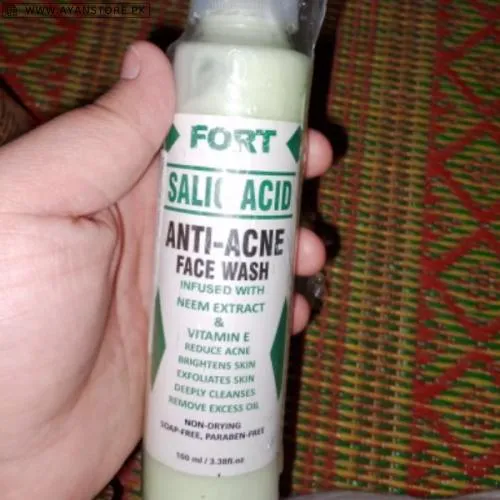 WWW.AYANSTORE.PK
FORT
SALIC ACID
ANTI-ACNE
FACE WASH
INFUSED WITH
NEEM EXTRACT
&
VITAMIN E
REDUCE ACNE
BRIGHTENS SKIN
EXFOLIATES SKIN
DEEPLY CLEANSES
REMOVE EXCESS OIL
NON-DRYING
SOAP-FREE, PARABEN-FREE
100 ml / 3.38fl.oz